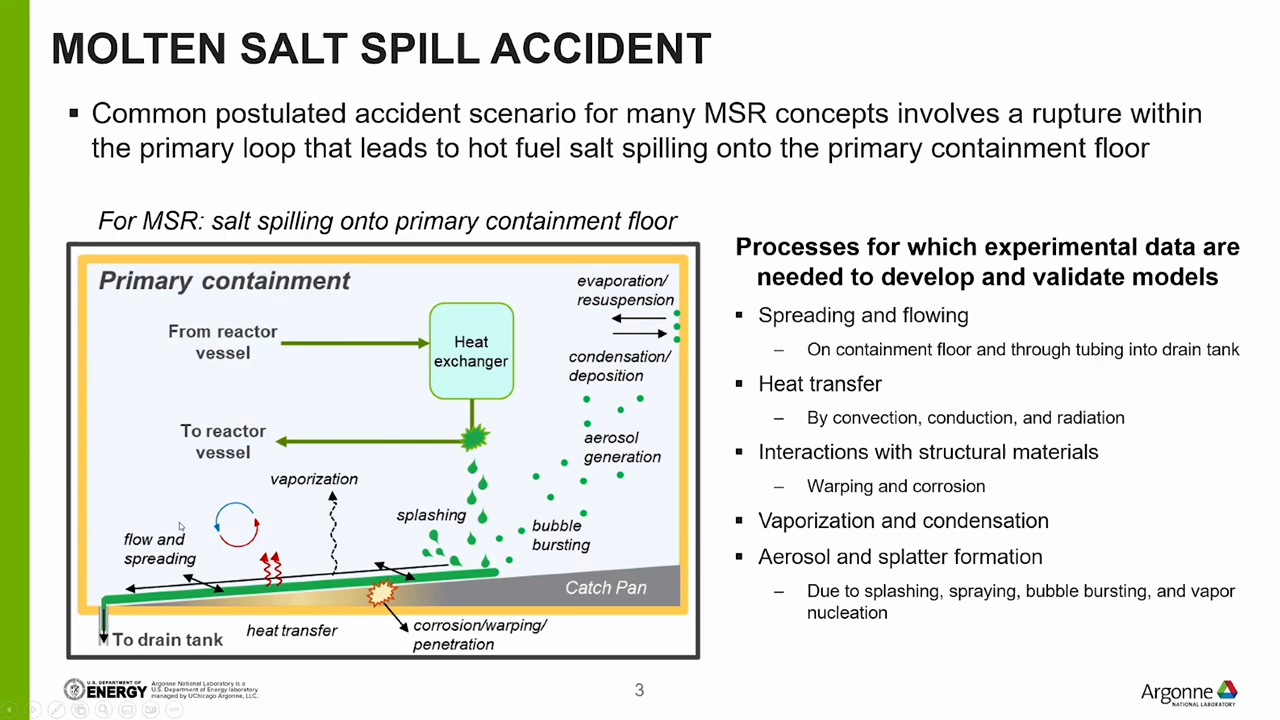 MOLTEN SALT SPILL ACCIDENT
▪ Common postulated accident scenario for many MSR concepts involves a rupture within
the primary loop that leads to hot fuel salt spilling onto the primary containment floor
For MSR: salt spilling onto primary containment floor
Primary containment
From reactor
vessel
Heat
exchanger
evaporation/
resuspension
condensation/
deposition
To reactor
vessel
aerosol
generation
vaporization
splashing
bubble
bursting
flow and
spreading
Catch Pan
To drain tank
heat transfer
corrosion/warping/
penetration
Processes for which experimental data are
needed to develop and validate models
▪ Spreading and flowing
– On containment floor and through tubing into drain tank
▪ Heat transfer
– By convection, conduction, and radiation
▪ Interactions with structural materials
– Warping and corrosion
▪ Vaporization and condensation
▪ Aerosol and splatter formation
– Due to splashing, spraying, bubble bursting, and vapor
nucleation
U.S. DEPARTMENT OF
ENERGY
Argonne National Laboratory is a
U.S. Department of Energy laboratory
managed by UChicago Argonne, LLC.
3
Argonne
NATIONAL LABORATORY